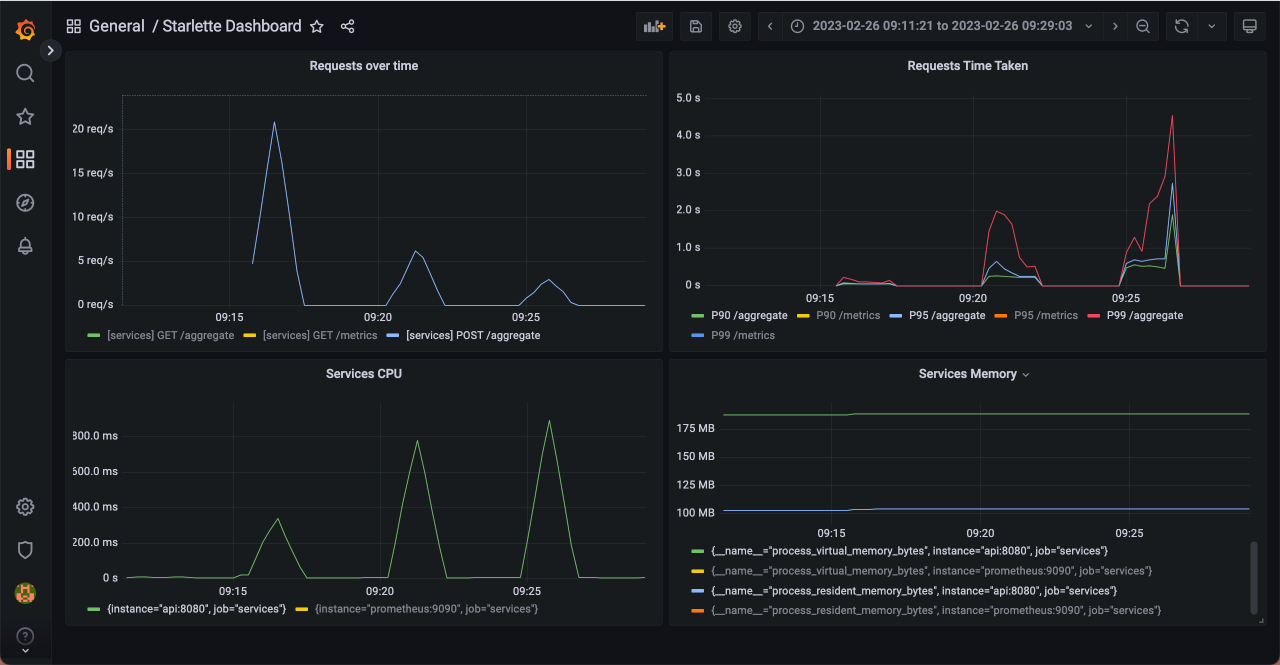 General / Starlette Dashboard
2023-02-26 09:11:21 to 2023-02-26 09:29:03
Requests over time
20 req/s
15 req/s
10 req/s
5 req/s
0 req/s
09:15 09:20 09:25
[services] GET /aggregate [services] GET /metrics [services] POST /aggregate
Requests Time Taken
5.0 s
4.0 s
3.0 s
2.0 s
1.0 s
0 s
09:15 09:20 09:25
P90 /aggregate P90 /metrics P95 /aggregate P95 /metrics P99 /aggregate
P99 /metrics
Services CPU
800.0 ms
600.0 ms
400.0 ms
200.0 ms
0 s
09:15 09:20 09:25
{instance="api:8080", job="services"} {instance="prometheus:9090", job="services"}
Services Memory
175 MB
150 MB
125 MB
100 MB
09:15 09:20 09:25
{__name__="process_virtual_memory_bytes", instance="api:8080", job="services"}
{__name__="process_virtual_memory_bytes", instance="prometheus:9090", job="services"}
{__name__="process_resident_memory_bytes", instance="api:8080", job="services"}
{__name__="process_resident_memory_bytes", instance="prometheus:9090", job="services"}